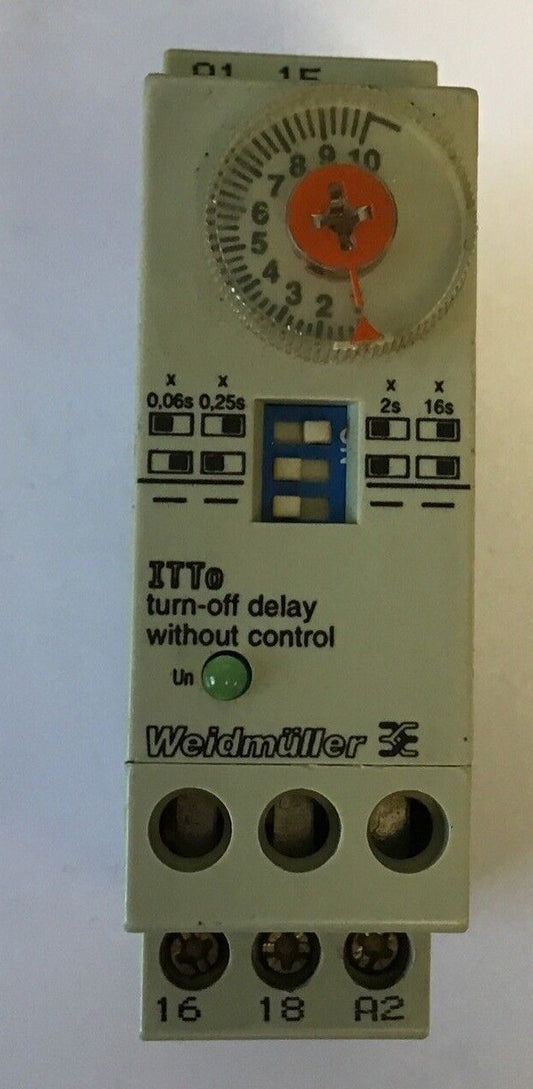 A1 15
10
9
8
7
6
5
4
3
2
x x x x
0,06s 0,25s 2s 16s
ON
ITTo
turn-off delay
without control
Un
Weidmüller
16 18 A2